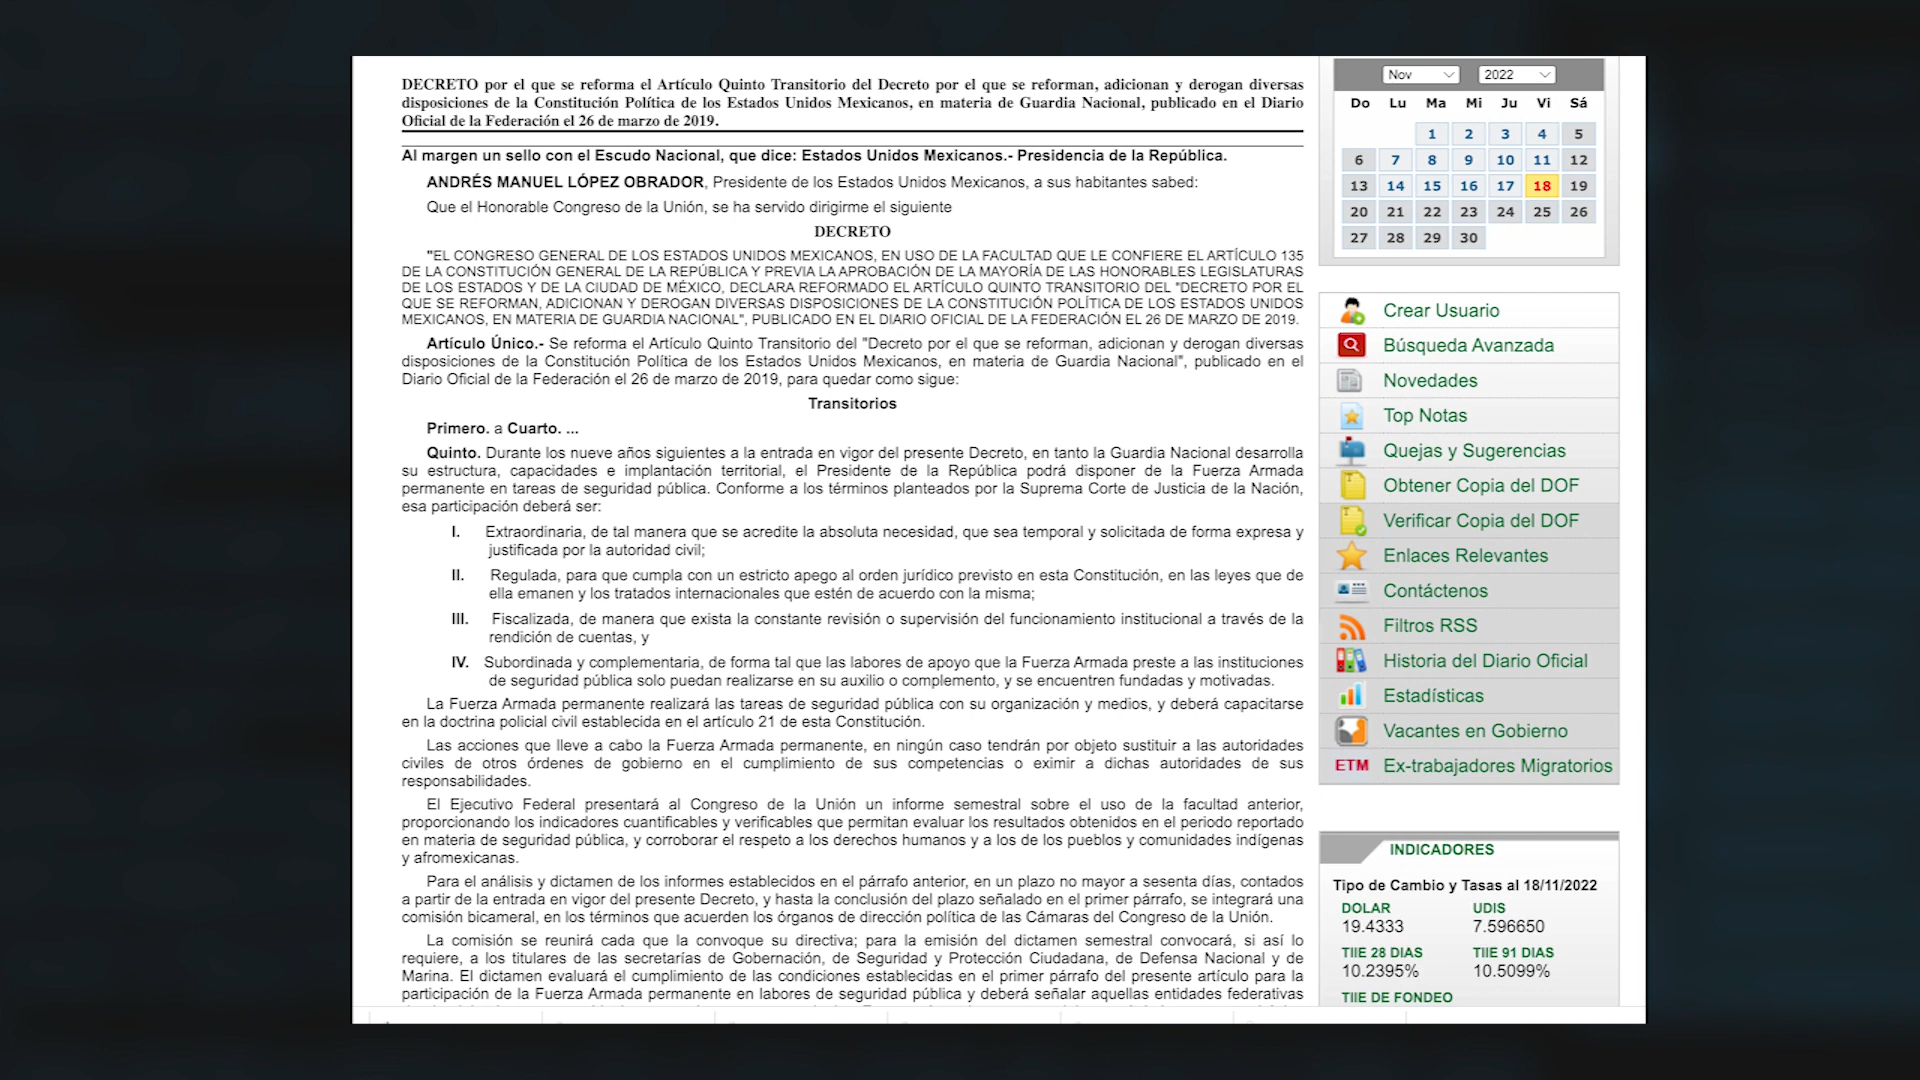 DECRETO por el que se reforma el Artículo Quinto Transitorio del Decreto por el que se reforman, adicionan y derogan diversas
disposiciones de la Constitución Política de los Estados Unidos Mexicanos, en materia de Guardia Nacional, publicado en el Diario
Oficial de la Federación el 26 de marzo de 2019.
Al margen un sello con el Escudo Nacional, que dice: Estados Unidos Mexicanos.- Presidencia de la República.
ANDRÉS MANUEL LÓPEZ OBRADOR, Presidente de los Estados Unidos Mexicanos, a sus habitantes sabed:
Que el Honorable Congreso de la Unión, se ha servido dirigirme el siguiente
DECRETO
"EL CONGRESO GENERAL DE LOS ESTADOS UNIDOS MEXICANOS, EN USO DE LA FACULTAD QUE LE CONFIERE EL ARTÍCULO 135
DE LA CONSTITUCIÓN GENERAL DE LA REPÚBLICA Y PREVIA LA APROBACIÓN DE LA MAYORÍA DE LAS HONORABLES LEGISLATURAS
DE LOS ESTADOS Y DE LA CIUDAD DE MÉXICO, DECLARA REFORMADO EL ARTÍCULO QUINTO TRANSITORIO DEL "DECRETO POR EL
QUE SE REFORMAN, ADICIONAN Y DEROGAN DIVERSAS DISPOSICIONES DE LA CONSTITUCIÓN POLÍTICA DE LOS ESTADOS UNIDOS
MEXICANOS, EN MATERIA DE GUARDIA NACIONAL", PUBLICADO EN EL DIARIO OFICIAL DE LA FEDERACIÓN EL 26 DE MARZO DE 2019.
Artículo Único.- Se reforma el Artículo Quinto Transitorio del "Decreto por el que se reforman, adicionan y derogan diversas
disposiciones de la Constitución Política de los Estados Unidos Mexicanos, en materia de Guardia Nacional", publicado en el
Diario Oficial de la Federación el 26 de marzo de 2019, para quedar como sigue:
Transitorios
Primero. a Cuarto. ...
Quinto. Durante los nueve años siguientes a la entrada en vigor del presente Decreto, en tanto la Guardia Nacional desarrolla
su estructura, capacidades e implantación territorial, el Presidente de la República podrá disponer de la Fuerza Armada
permanente en tareas de seguridad pública. Conforme a los términos planteados por la Suprema Corte de Justicia de la Nación,
esa participación deberá ser:
I. Extraordinaria, de tal manera que se acredite la absoluta necesidad, que sea temporal y solicitada de forma expresa y
justificada por la autoridad civil;
II. Regulada, para que cumpla con un estricto apego al orden jurídico previsto en esta Constitución, en las leyes que de
ella emanen y los tratados internacionales que estén de acuerdo con la misma;
III. Fiscalizada, de manera que exista la constante revisión o supervisión del funcionamiento institucional a través de la
rendición de cuentas, y
IV. Subordinada y complementaria, de forma tal que las labores de apoyo que la Fuerza Armada preste a las instituciones
de seguridad pública solo puedan realizarse en su auxilio o complemento, y se encuentren fundadas y motivadas.
La Fuerza Armada permanente realizará las tareas de seguridad pública con su organización y medios, y deberá capacitarse
en la doctrina policial civil establecida en el artículo 21 de esta Constitución.
Las acciones que lleve a cabo la Fuerza Armada permanente, en ningún caso tendrán por objeto sustituir a las autoridades
civiles de otros órdenes de gobierno en el cumplimiento de sus competencias o eximir a dichas autoridades de sus
responsabilidades.
El Ejecutivo Federal presentará al Congreso de la Unión un informe semestral sobre el uso de la facultad anterior,
proporcionando los indicadores cuantificables y verificables que permitan evaluar los resultados obtenidos en el periodo reportado
en materia de seguridad pública, y corroborar el respeto a los derechos humanos y a los de los pueblos y comunidades indígenas
y afromexicanas.
Para el análisis y dictamen de los informes establecidos en el párrafo anterior, en un plazo no mayor a sesenta días, contados
a partir de la entrada en vigor del presente Decreto, y hasta la conclusión del plazo señalado en el primer párrafo, se integrará una
comisión bicameral, en los términos que acuerden los órganos de dirección política de las Cámaras del Congreso de la Unión.
La comisión se reunirá cada que la convoque su directiva; para la emisión del dictamen semestral convocará, si así lo
requiere, a los titulares de las secretarías de Gobernación, de Seguridad y Protección Ciudadana, de Defensa Nacional y de
Marina. El dictamen evaluará el cumplimiento de las condiciones establecidas en el primer párrafo del presente artículo para la
participación de la Fuerza Armada permanente en labores de seguridad pública y deberá señalar aquellas entidades federativas
Nov 2022
Do Lu Ma Mi Ju Vi Sá
1 2 3 4 5
6 7 8 9 10 11 12
13 14 15 16 17 18 19
20 21 22 23 24 25 26
27 28 29 30
Crear Usuario
Búsqueda Avanzada
Novedades
Top Notas
Quejas y Sugerencias
Obtener Copia del DOF
Verificar Copia del DOF
Enlaces Relevantes
Contáctenos
Filtros RSS
Historia del Diario Oficial
Estadísticas
Vacantes en Gobierno
ETM Ex-trabajadores Migratorios
INDICADORES
Tipo de Cambio y Tasas al 18/11/2022
DOLAR UDIS
19.4333 7.596650
TIIE 28 DIAS TIIE 91 DIAS
10.2395% 10.5099%
TIIE DE FONDEO